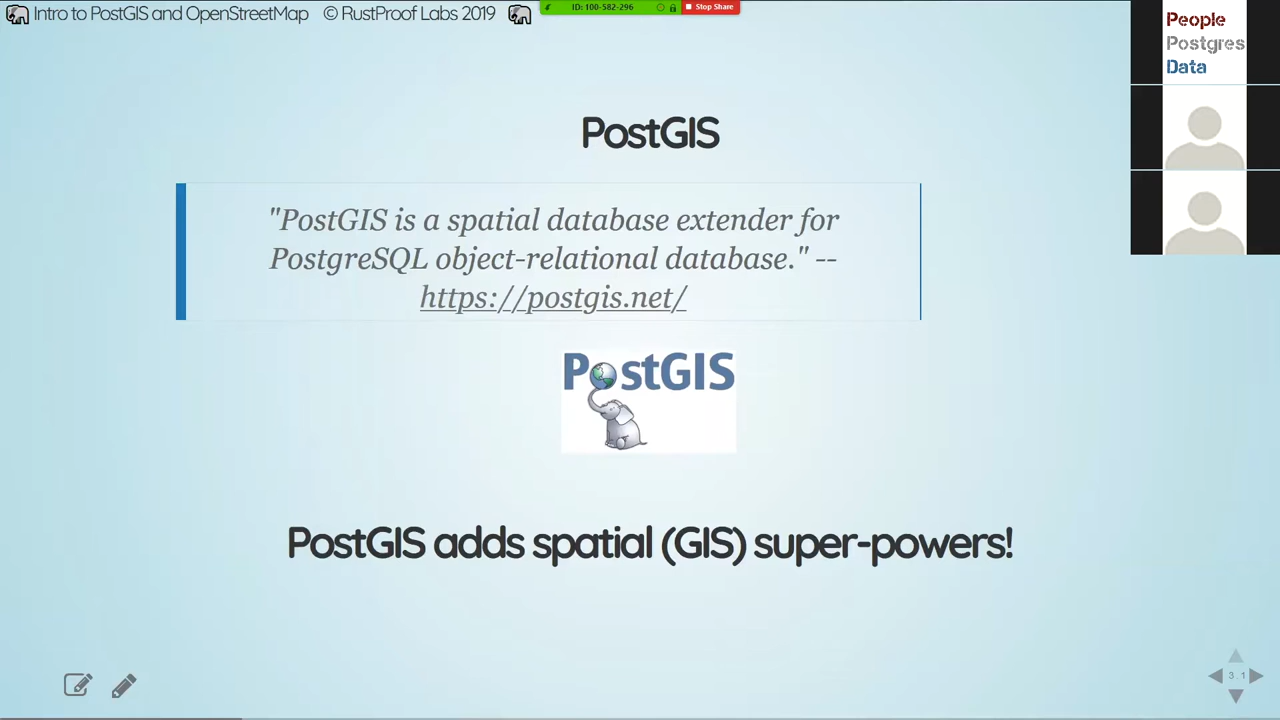 Intro to PostGIS and OpenStreetMap © RustProof Labs 2019
ID: 100-582-296
Stop Share
People
Postgres
Data
PostGIS
"PostGIS is a spatial database extender for
PostgreSQL object-relational database." --
https://postgis.net/
PostGIS
PostGIS adds spatial (GIS) super-powers!
3.1